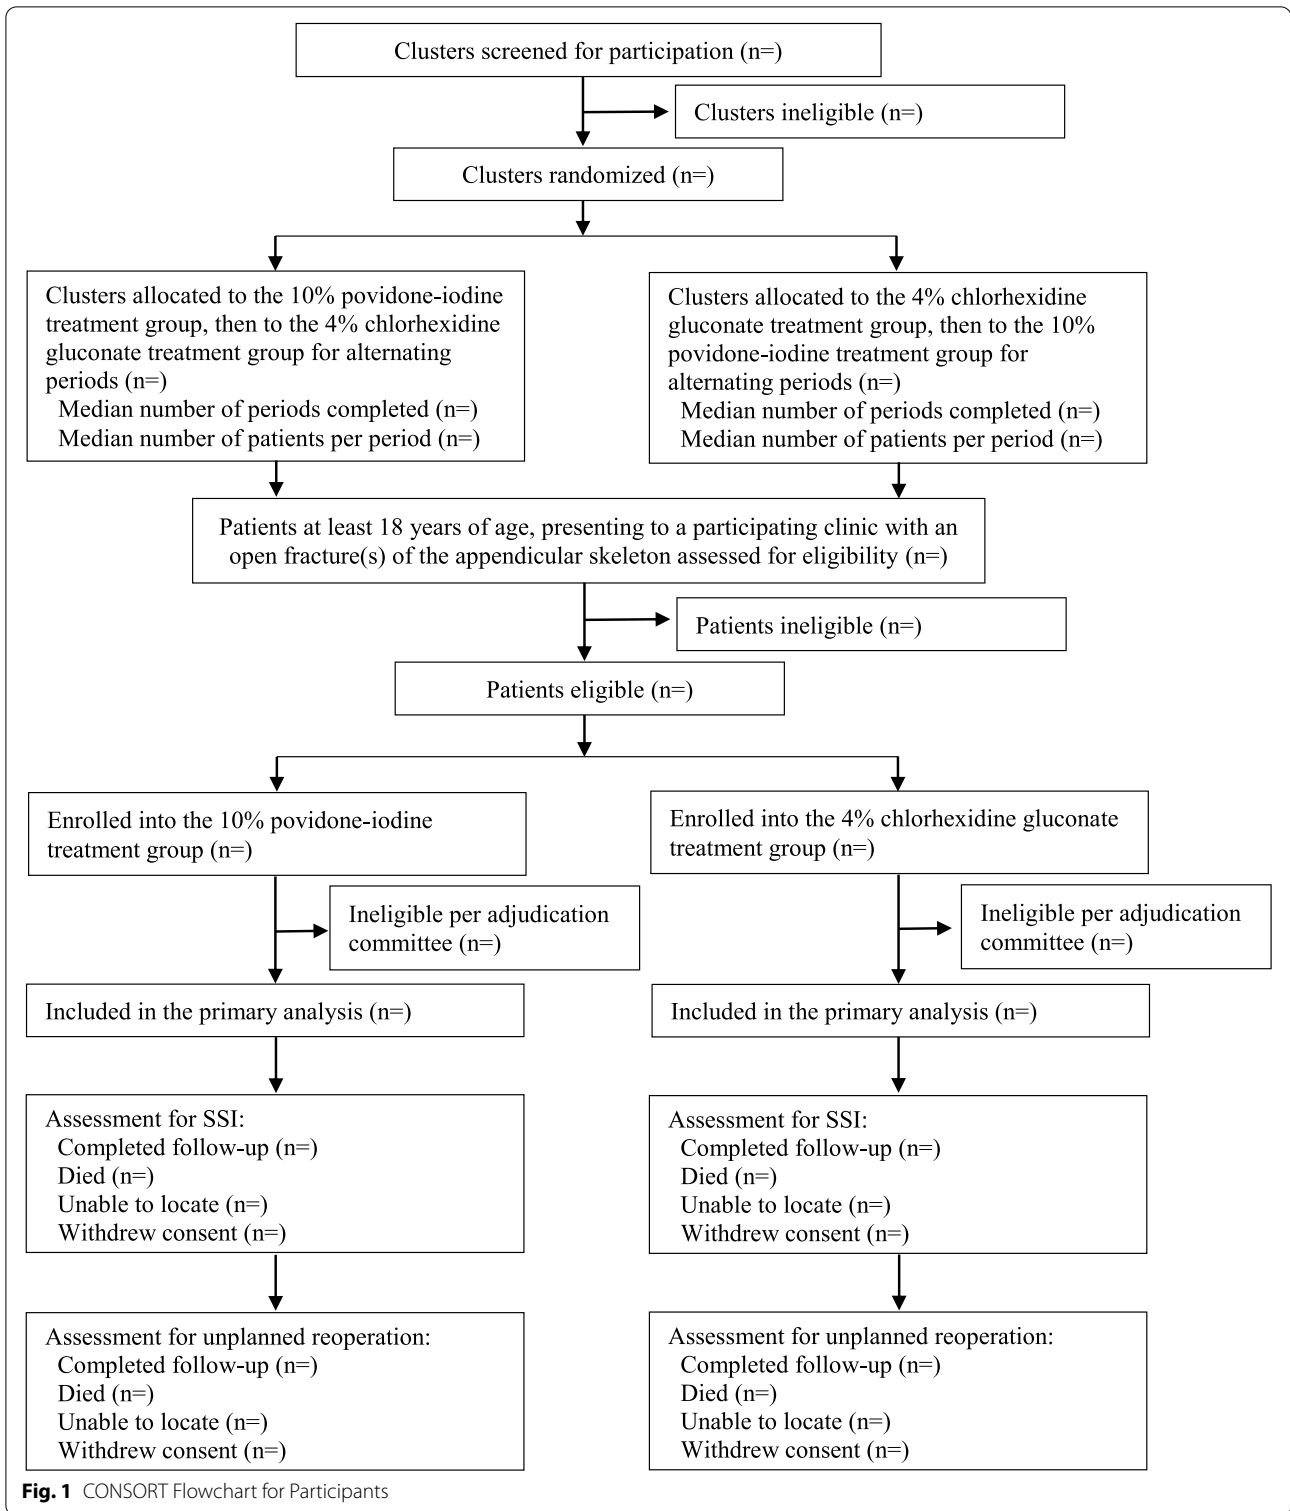 Clusters screened for participation (n=)
Clusters ineligible (n=)
Clusters randomized (n=)
Clusters allocated to the 10% povidone-iodine
treatment group, then to the 4% chlorhexidine
gluconate treatment group for alternating
periods (n=)
Median number of periods completed (n=)
Median number of patients per period (n=)
Clusters allocated to the 4% chlorhexidine
gluconate treatment group, then to the 10%
povidone-iodine treatment group for
alternating periods (n=)
Median number of periods completed (n=)
Median number of patients per period (n=)
Patients at least 18 years of age, presenting to a participating clinic with an
open fracture(s) of the appendicular skeleton assessed for eligibility (n=)
Patients ineligible (n=)
Patients eligible (n=)
Enrolled into the 10% povidone-iodine
treatment group (n=)
Enrolled into the 4% chlorhexidine gluconate
treatment group (n=)
Ineligible per adjudication
committee (n=)
Ineligible per adjudication
committee (n=)
Included in the primary analysis (n=)
Included in the primary analysis (n=)
Assessment for SSI:
Completed follow-up (n=)
Died (n=)
Unable to locate (n=)
Withdrew consent (n=)
Assessment for SSI:
Completed follow-up (n=)
Died (n=)
Unable to locate (n=)
Withdrew consent (n=)
Assessment for unplanned reoperation:
Completed follow-up (n=)
Died (n=)
Unable to locate (n=)
Withdrew consent (n=)
Assessment for unplanned reoperation:
Completed follow-up (n=)
Died (n=)
Unable to locate (n=)
Withdrew consent (n=)
Fig. 1 CONSORT Flowchart for Participants